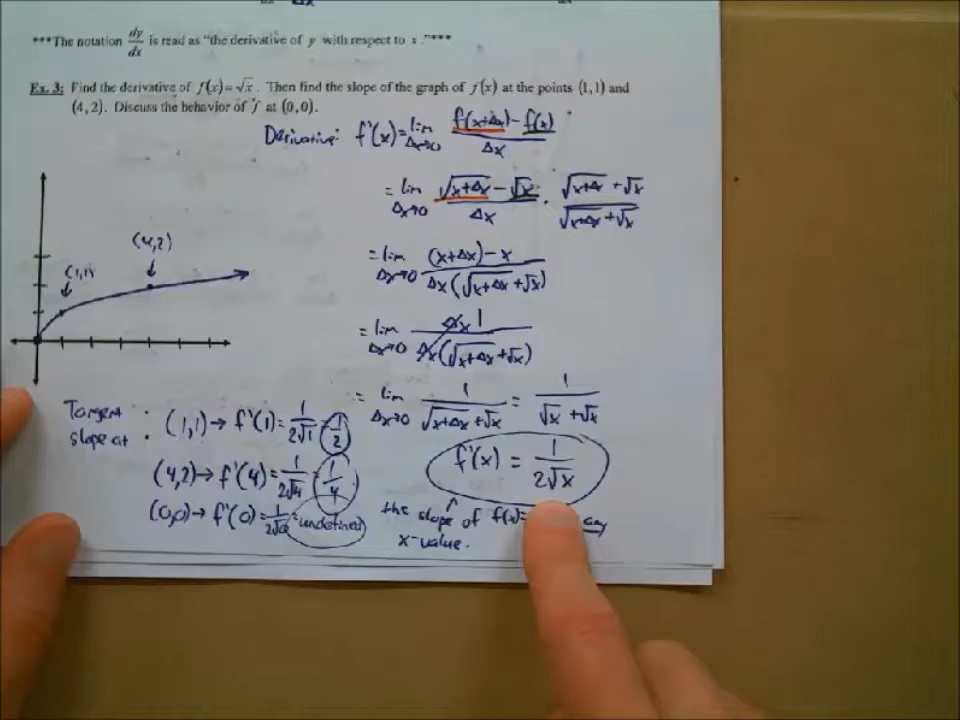 ***The notation dy/dx is read as "the derivative of y with respect to x."***
Ex. 3: Find the derivative of f(x)=√x. Then find the slope of the graph of f(x) at the points (1,1) and
(4,2). Discuss the behavior of f at (0,0).
Derivative: f'(x)=lim Δx→0 (f(x+Δx)-f(x))/Δx
=lim Δx→0 (√(x+Δx)-√x)/Δx · (√(x+Δx)+√x)/(√(x+Δx)+√x)
=lim Δx→0 ((x+Δx)-x)/(Δx(√(x+Δx)+√x))
=lim Δx→0 Δx 1/(Δx(√(x+Δx)+√x))
=lim Δx→0 1/(√(x+Δx)+√x) = 1/(√x+√x)
f'(x) = 1/(2√x)
the slope of f(x)= any
x-value.
(1,1)
(4,2)
Tangent
slope at :
(1,1)→f'(1)=1/(2√1)=1/2
(4,2)→f'(4)=1/(2√4)=1/4
(0,0)→f'(0)=1/(2√0)=undefined